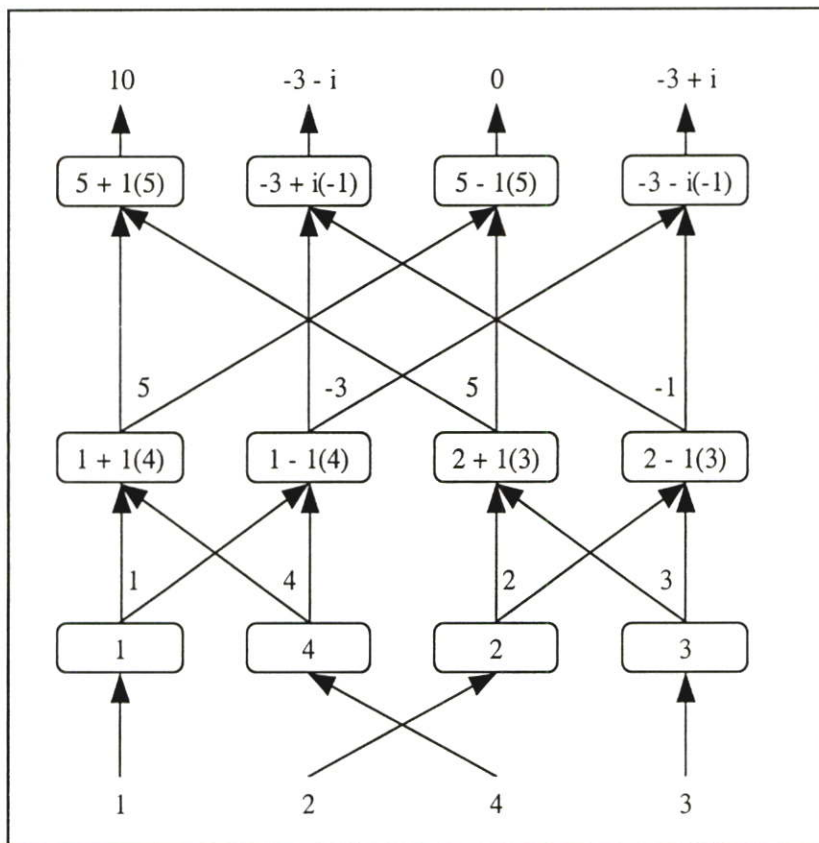 10 -3 - i 0 -3 + i
5 + 1(5) -3 + i(-1) 5 - 1(5) -3 - i(-1)
5 -3 5 -1
1 + 1(4) 1 - 1(4) 2 + 1(3) 2 - 1(3)
1 4 2 3
1 4 2 3
1 2 4 3